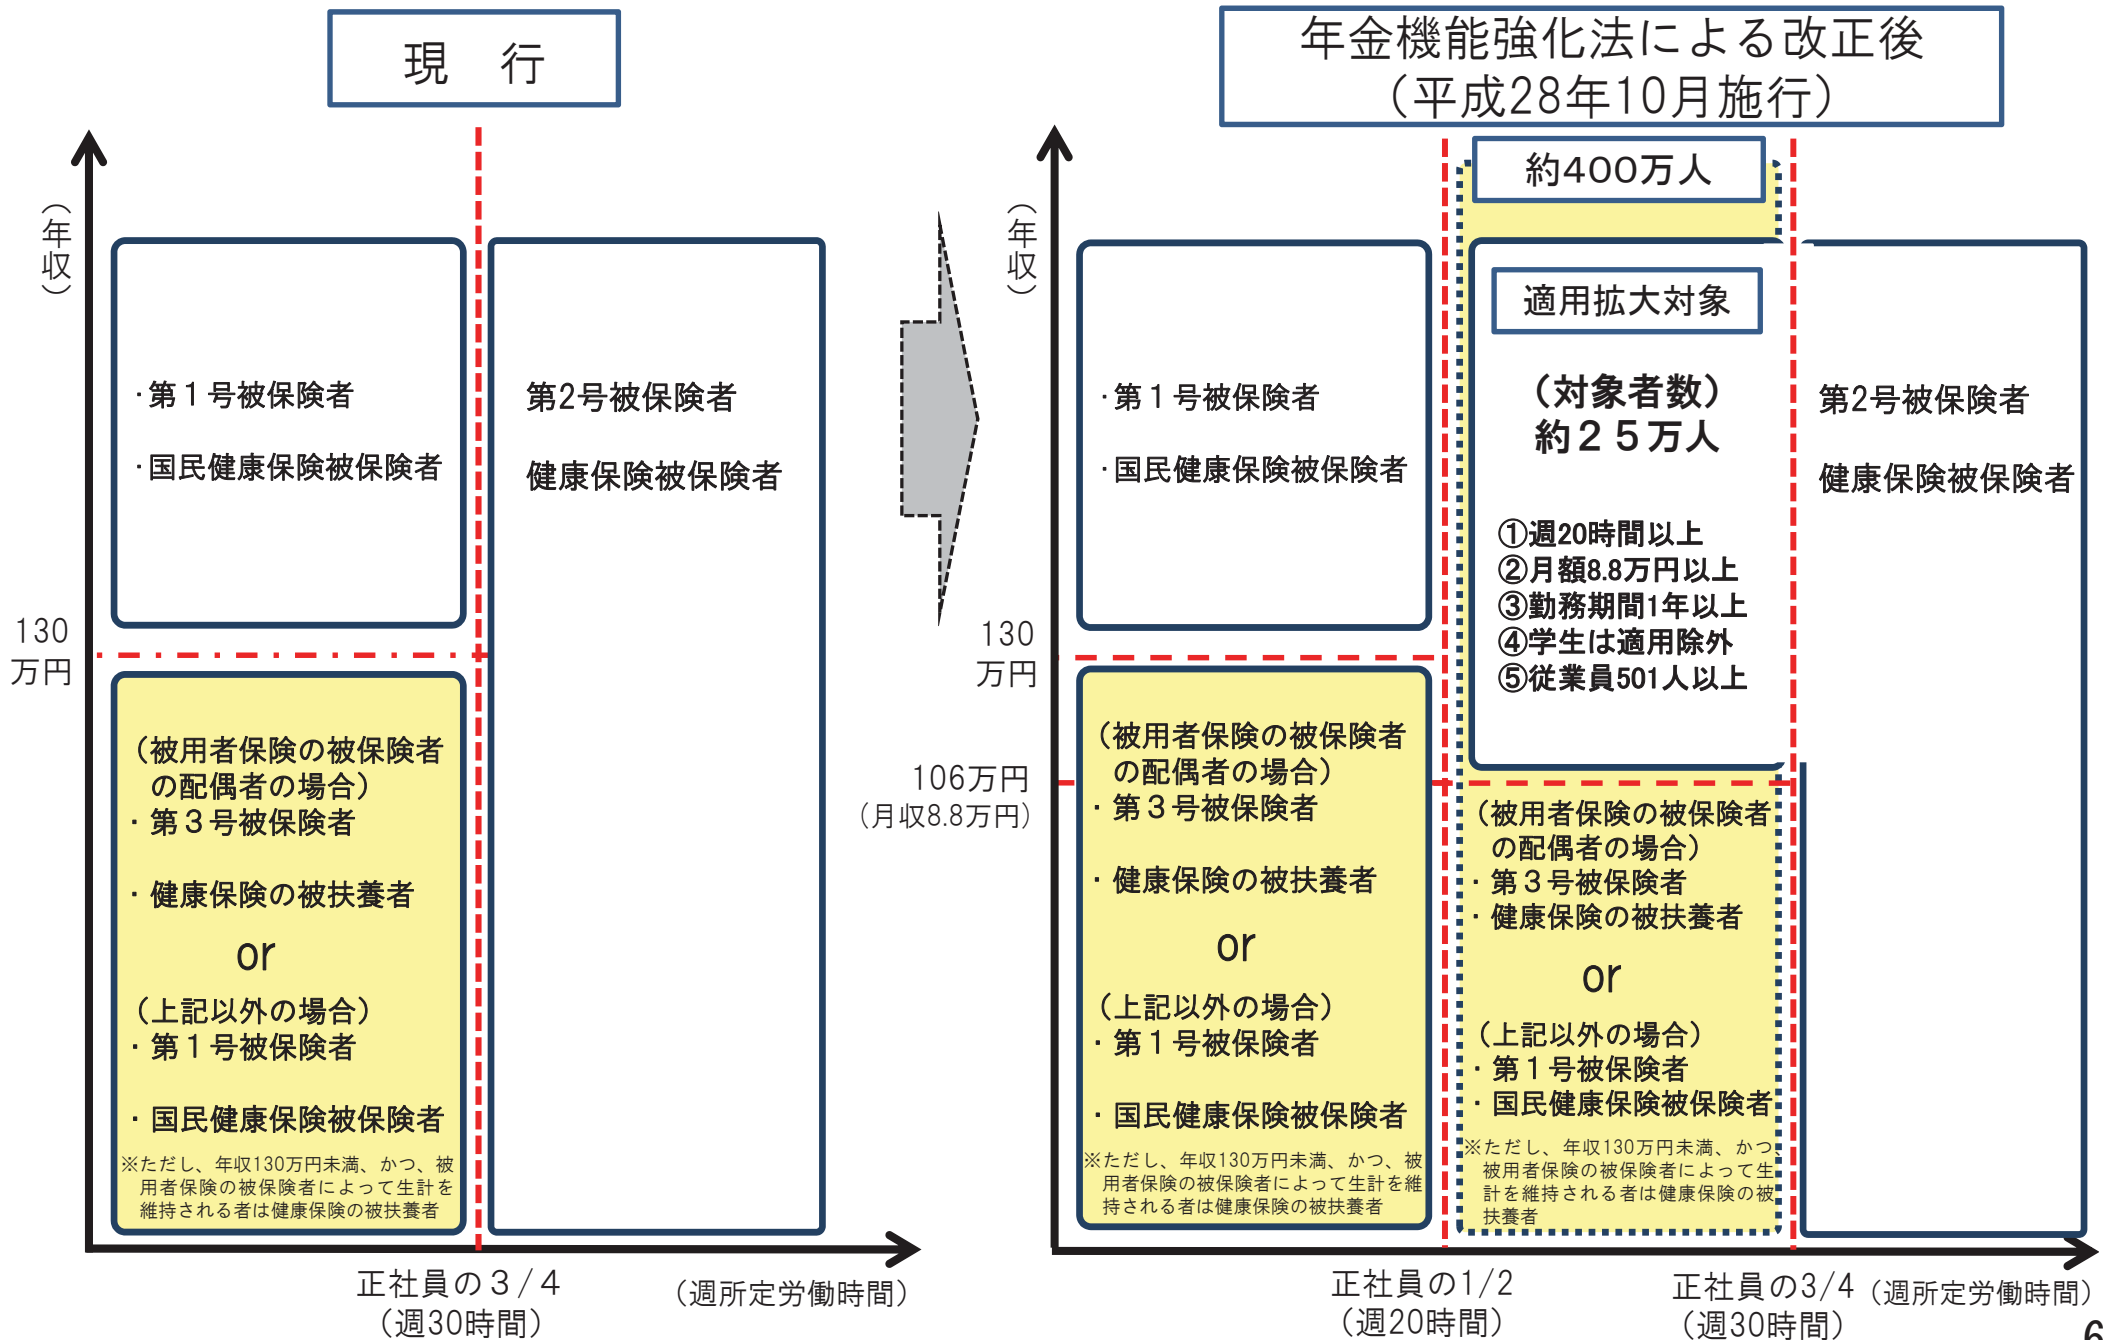 現　行
（年収）
130
万円
・第１号被保険者
・国民健康保険被保険者
第2号被保険者
健康保険被保険者
（被用者保険の被保険者
の配偶者の場合）
・第３号被保険者
・健康保険の被扶養者
or
（上記以外の場合）
・第１号被保険者
・国民健康保険被保険者
※ただし、年収130万円未満、かつ、被
用者保険の被保険者によって生計を
維持される者は健康保険の被扶養者
正社員の３/４
（週30時間）
（週所定労働時間）
年金機能強化法による改正後
（平成28年10月施行）
約400万人
（年収）
130
万円
106万円
（月収8.8万円）
・第１号被保険者
・国民健康保険被保険者
適用拡大対象
（対象者数）
約２５万人
①週20時間以上
②月額8.8万円以上
③勤務期間1年以上
④学生は適用除外
⑤従業員501人以上
第2号被保険者
健康保険被保険者
（被用者保険の被保険者
の配偶者の場合）
・第３号被保険者
・健康保険の被扶養者
or
（上記以外の場合）
・第１号被保険者
・国民健康保険被保険者
※ただし、年収130万円未満、かつ、被
用者保険の被保険者によって生計を維
持される者は健康保険の被扶養者
（被用者保険の被保険者
の配偶者の場合）
・第３号被保険者
・健康保険の被扶養者
or
（上記以外の場合）
・第１号被保険者
・国民健康保険被保険者
※ただし、年収130万円未満、かつ、
被用者保険の被保険者によって生
計を維持される者は健康保険の被
扶養者
正社員の1/2
（週20時間）
正社員の3/4
（週30時間）
（週所定労働時間）
6